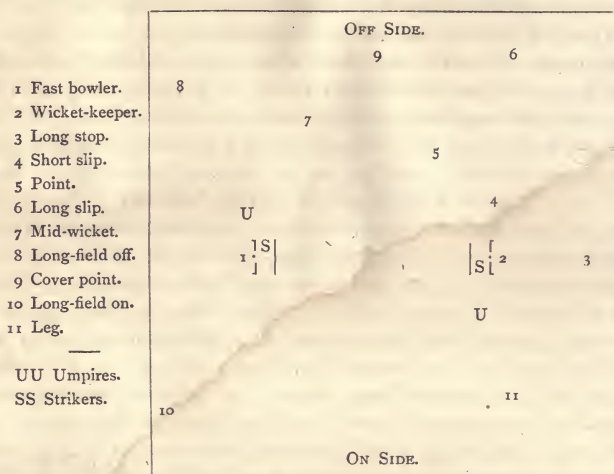 OFF SIDE.
9 6
8
7
5
4
U
1 S
S 2 3
U
10
11
ON SIDE.
1 Fast bowler.
2 Wicket-keeper.
3 Long stop.
4 Short slip.
5 Point.
6 Long slip.
7 Mid-wicket.
8 Long-field off.
9 Cover point.
10 Long-field on.
11 Leg.
UU Umpires.
SS Strikers.